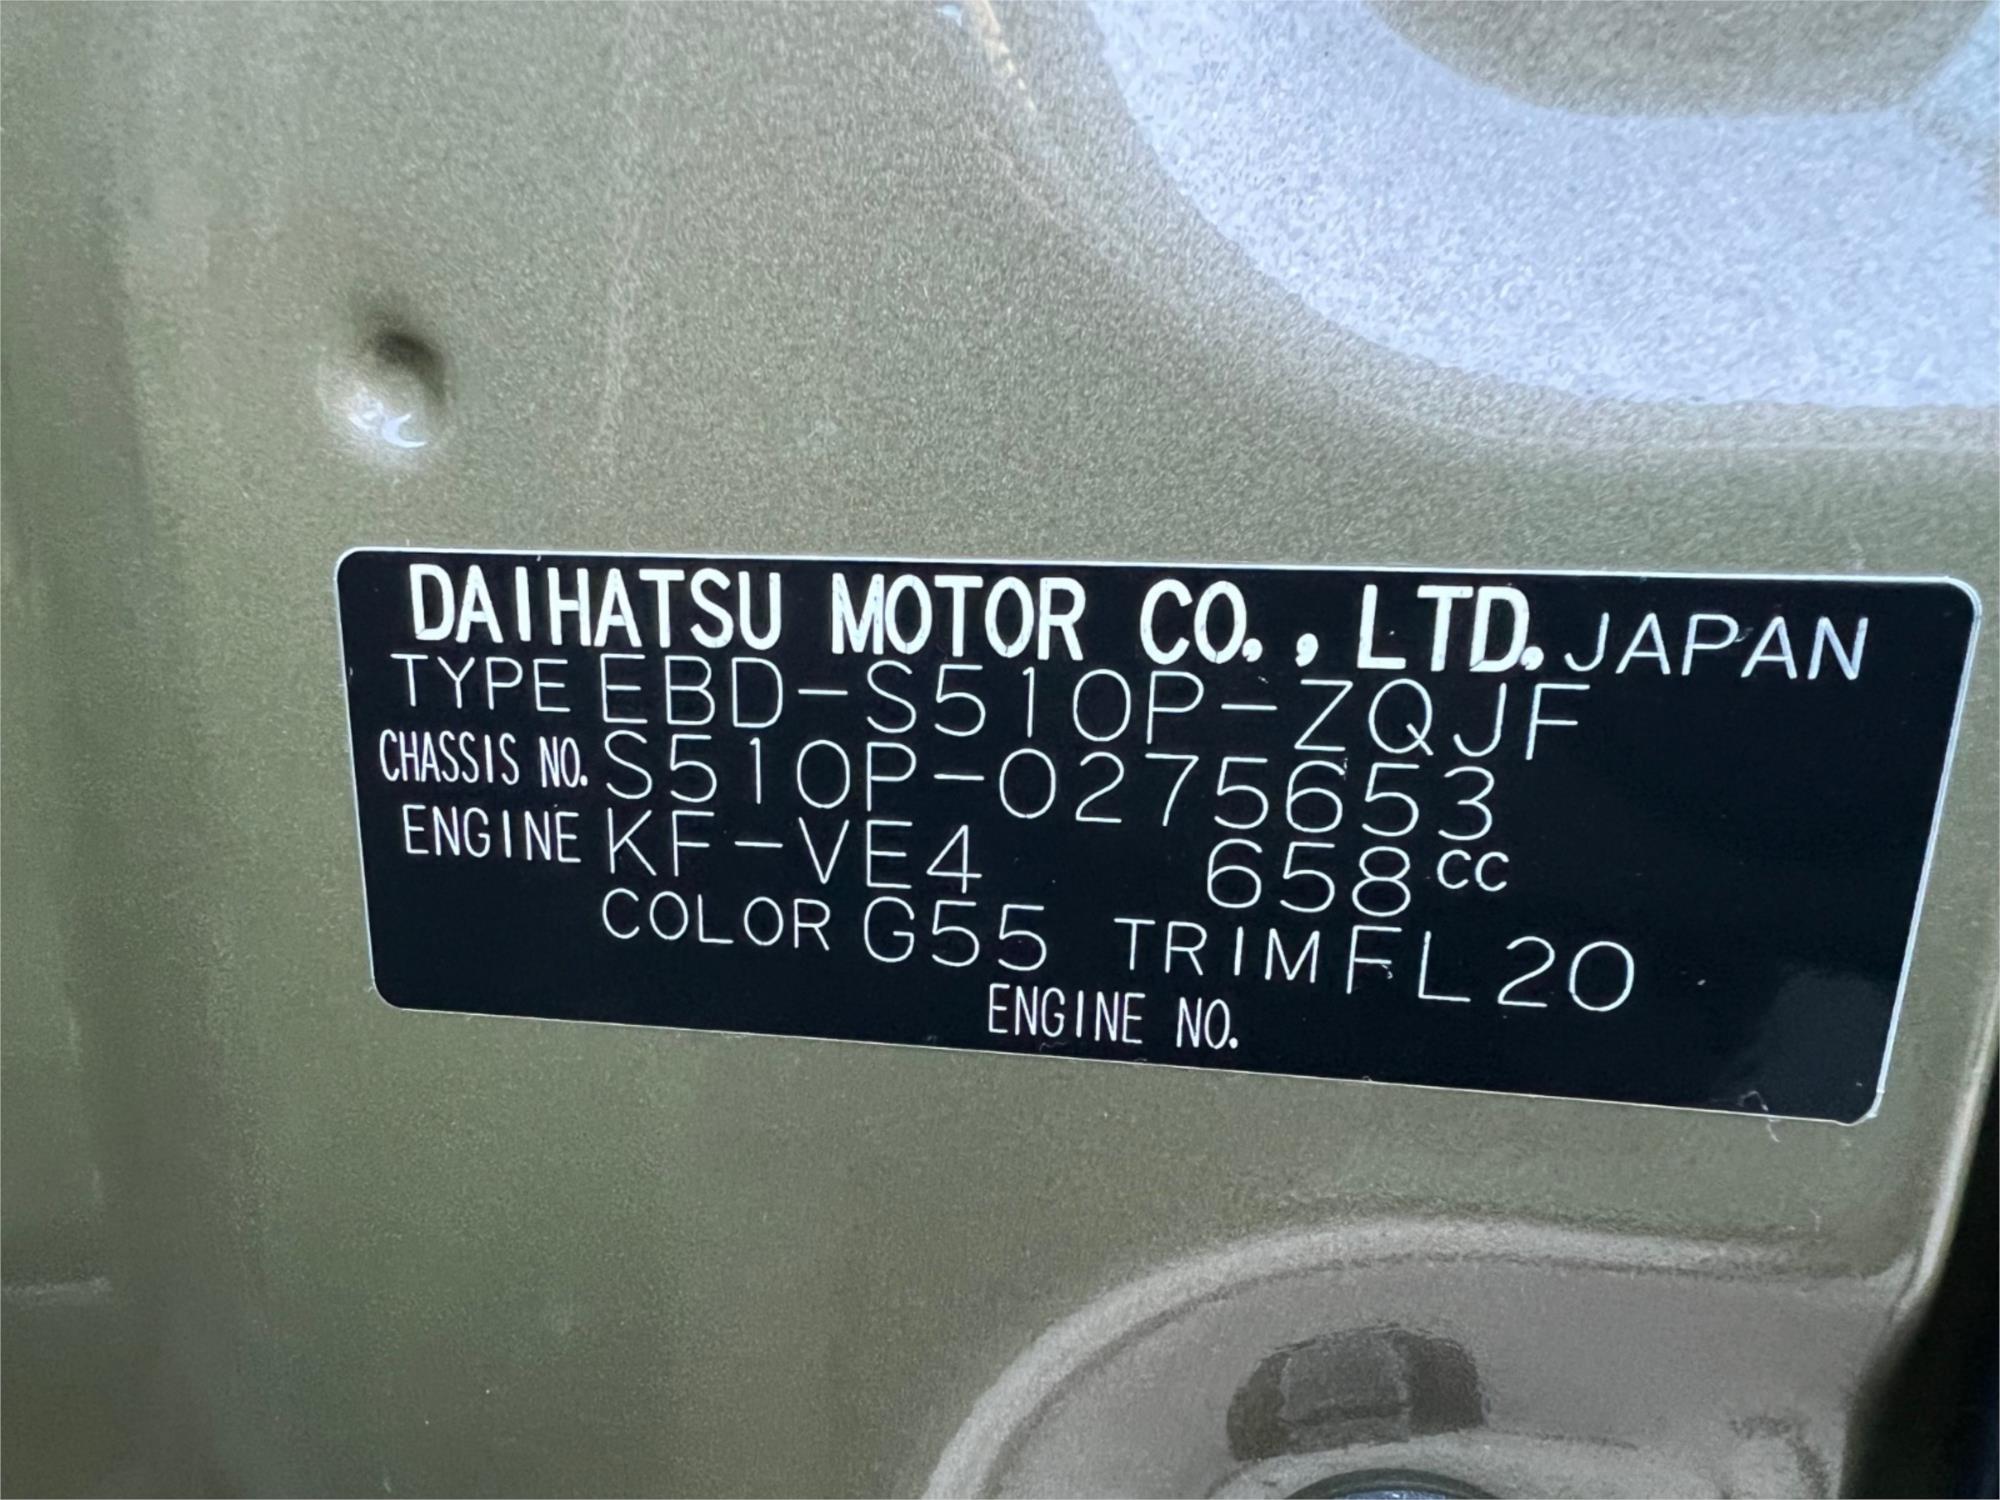 DAIHATSU MOTOR CO., LTD. JAPAN
TYPE EBD-S510P-ZQJF
CHASSIS NO. S510P-0275653
ENGINE KF-VE4 658cc
COLOR G55 TRIM FL20
ENGINE NO.